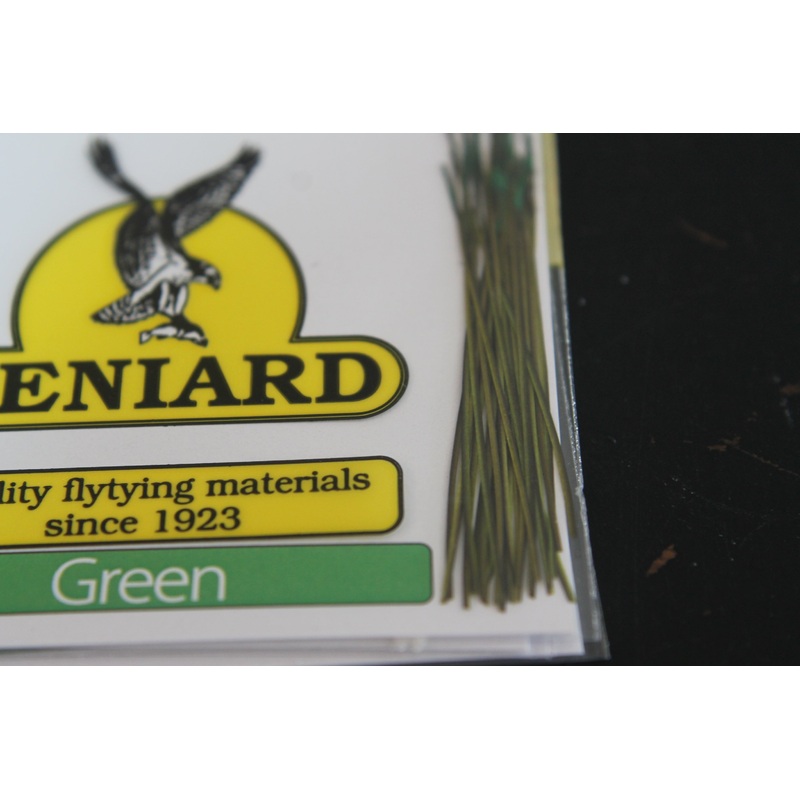 ENIARD
lity flytying materials
since 1923
Green